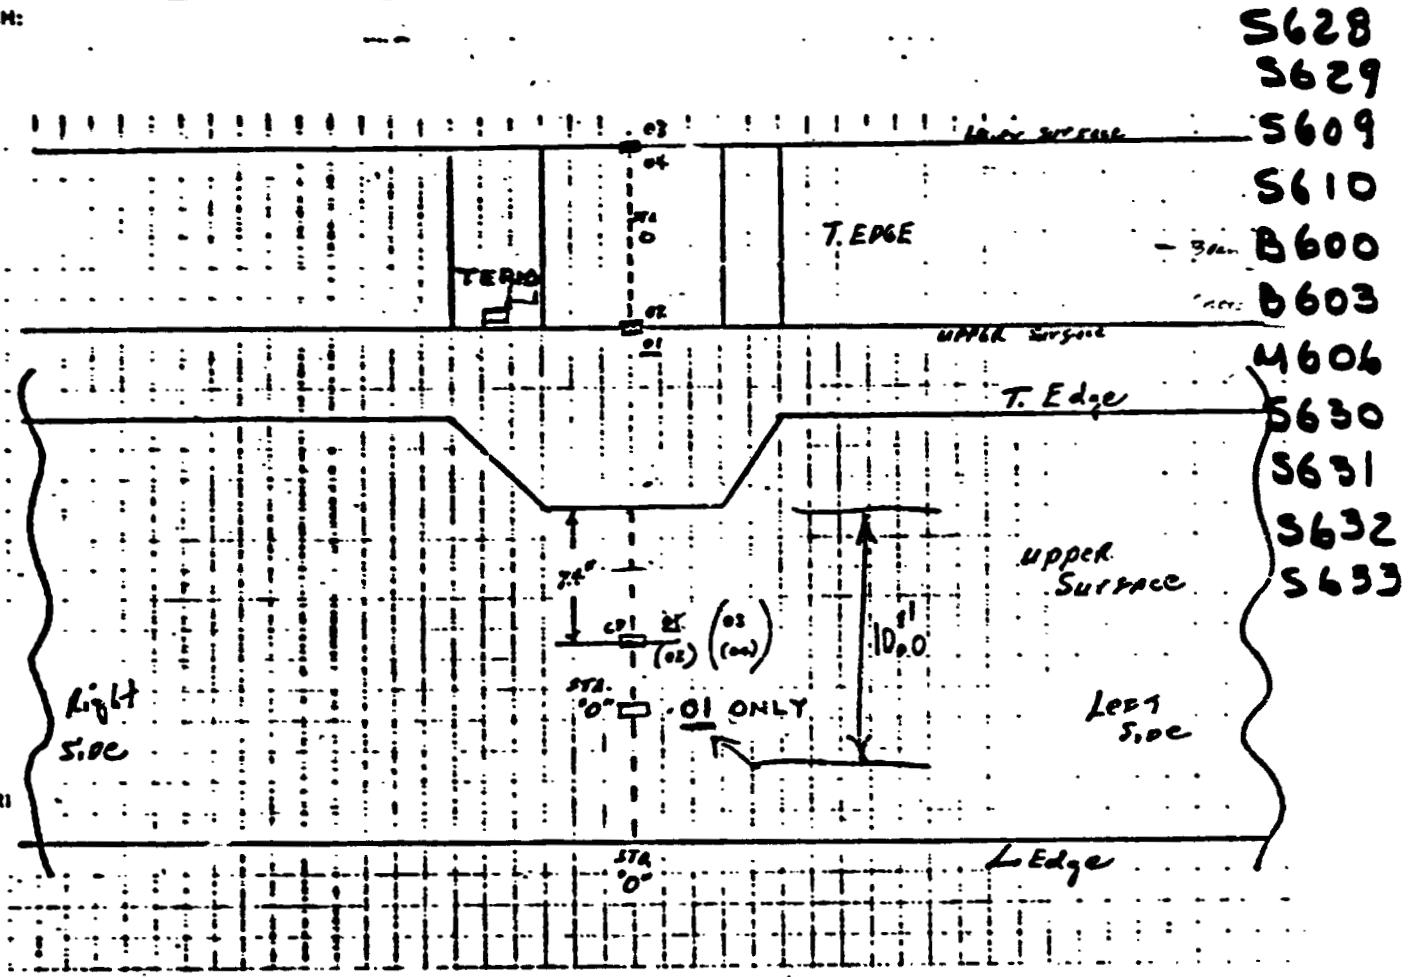 S628
S629
03
Lower Surface
S609
04
S610
STA
0
T. EDGE
B600
02
B603
01
UPPER Surface
M606
T. Edge
S630
S631
7.4"
S632
UPPER
Surface
S633
03
(02)
(04)
10.0"
Right
Side
STA.
"0"
01 ONLY
Left
Side
STA
"0"
L Edge